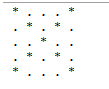 * . . . *
. * . * .
. . * . .
. * . * .
* . . . *